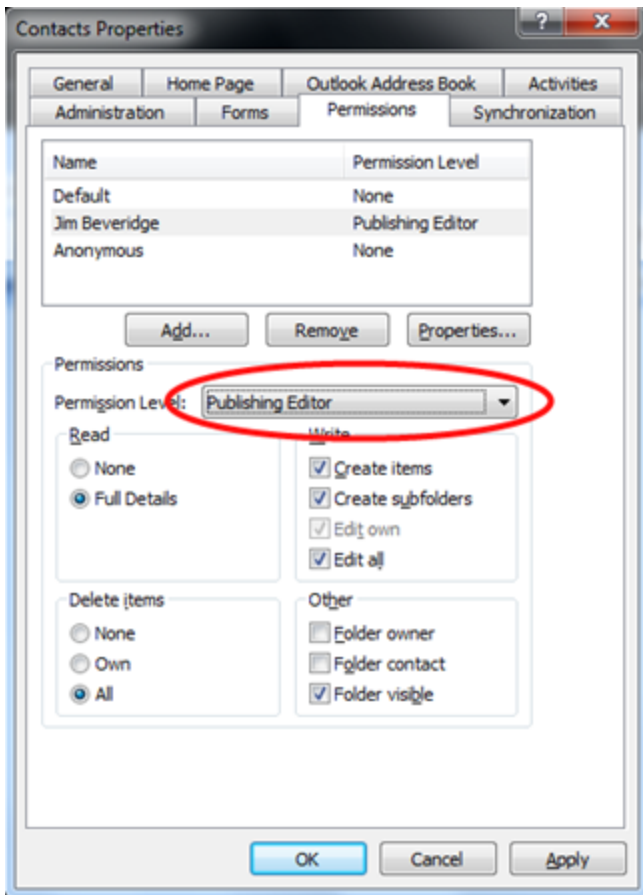 Contacts Properties
?
General Home Page Outlook Address Book Activities
Administration Forms Permissions Synchronization
Name Permission Level
Default None
Jim Beveridge Publishing Editor
Anonymous None
Add... Remove Properties...
Permissions
Permission Level: Publishing Editor
Read Write
None Create items
Full Details Create subfolders
Edit own
Edit all
Delete items Other
None Folder owner
Own Folder contact
All Folder visible
OK Cancel Apply